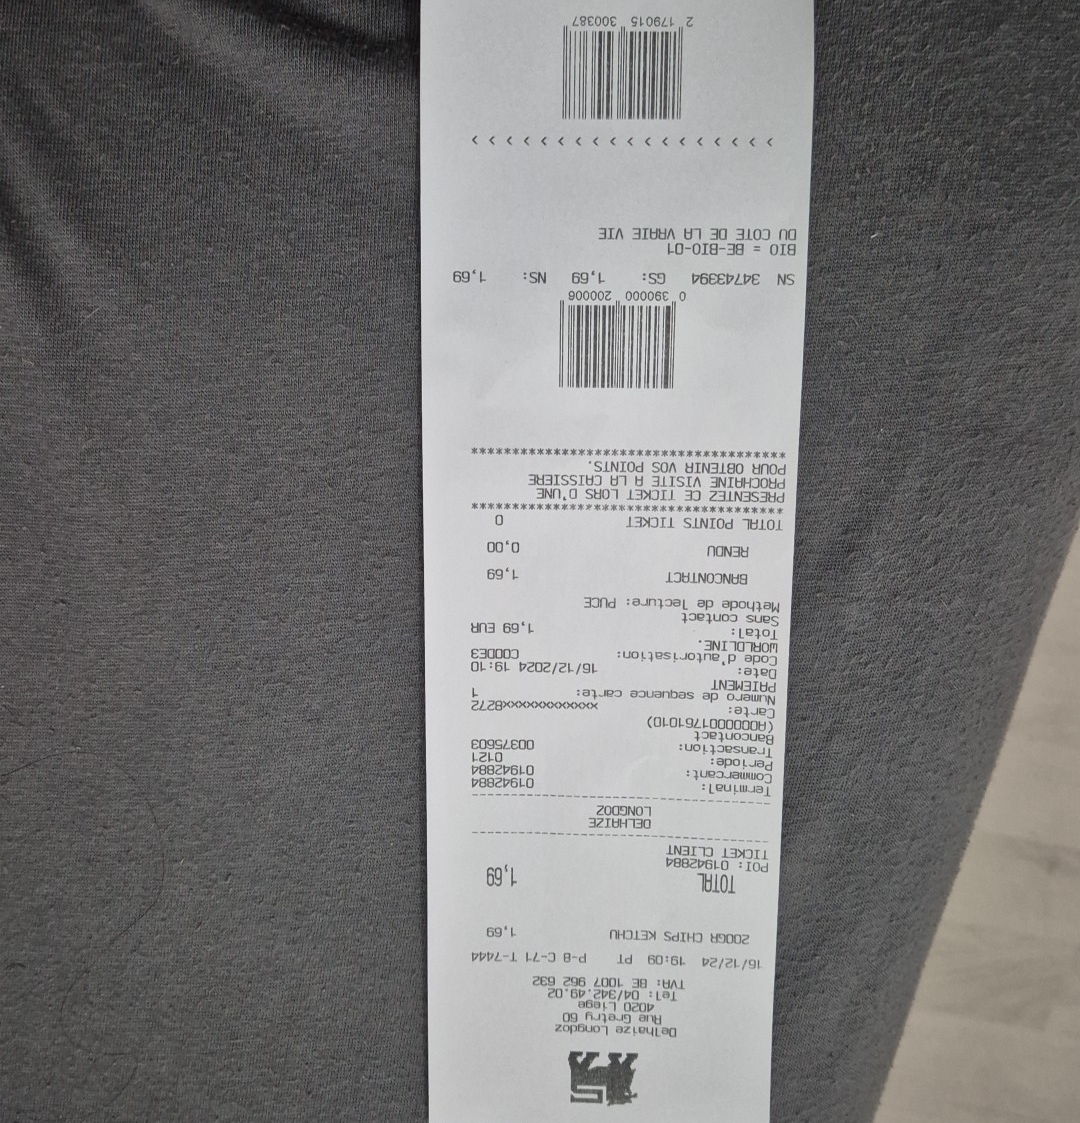 Delhaize Longdoz
Rue Gretry 60
4020 Liege
Tel: 04/342.49.02
TVA: BE 1007 962 632
16/12/24 19:09 PT P-8 C-71 T-7444
200GR CHIPS KETCHU 1,69
TOTAL 1,69
POI: 01942884
TICKET CLIENT
DELHAIZE
LONGDOZ
Terminal: 01942884
Commercant: 01942884
Periode: 0121
Transaction: 00375603
Bancontact
(A0000001761010)
Carte: xxxxxxxxxxxxx8272
Numero de sequence carte: 1
PAIEMENT
Date: 16/12/2024 19:10
Code d'autorisation: C00DE3
WORLDLINE.
Total: 1,69 EUR
Sans contact
Methode de lecture: PUCE
BANCONTACT 1,69
RENDU 0,00
TOTAL POINTS TICKET 0
****************************************
PRESENTEZ CE TICKET LORS D'UNE
PROCHAINE VISITE A LA CAISSIERE
POUR OBTENIR VOS POINTS.
****************************************
0 390000 200006
SN 34743394 GS: 1,69 NS: 1,69
BIO = BE-BIO-01
DU COTE DE LA VRAIE VIE
2 179015 300387